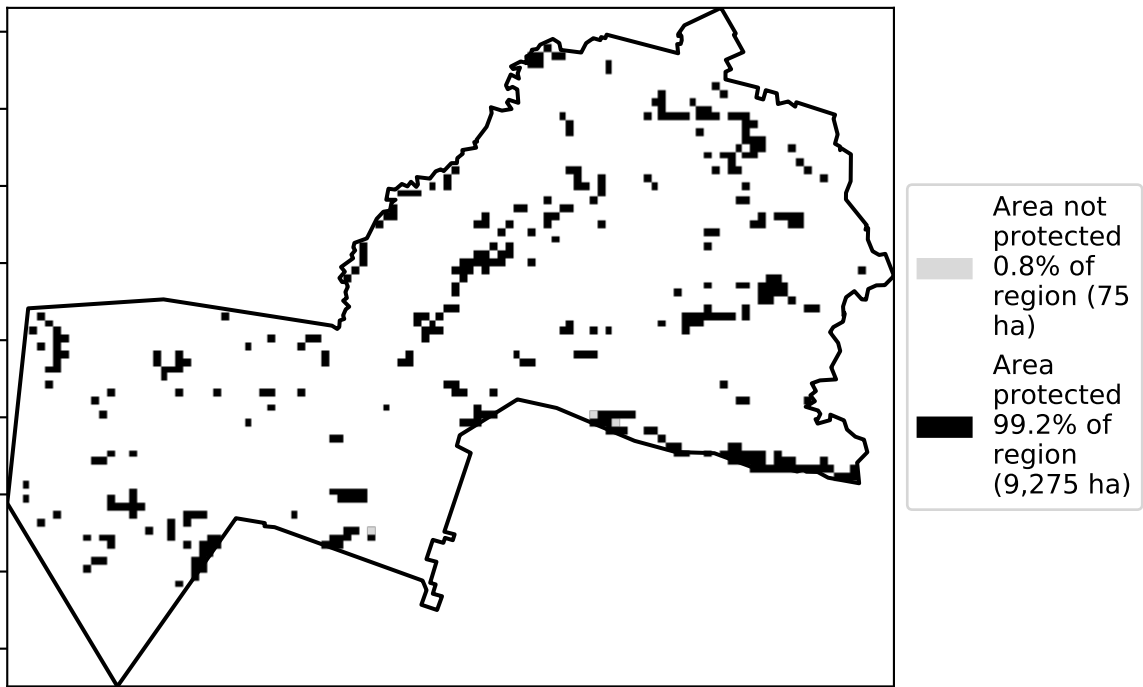 Area not
protected
0.8% of
region (75
ha)
Area
protected
99.2% of
region
(9,275 ha)